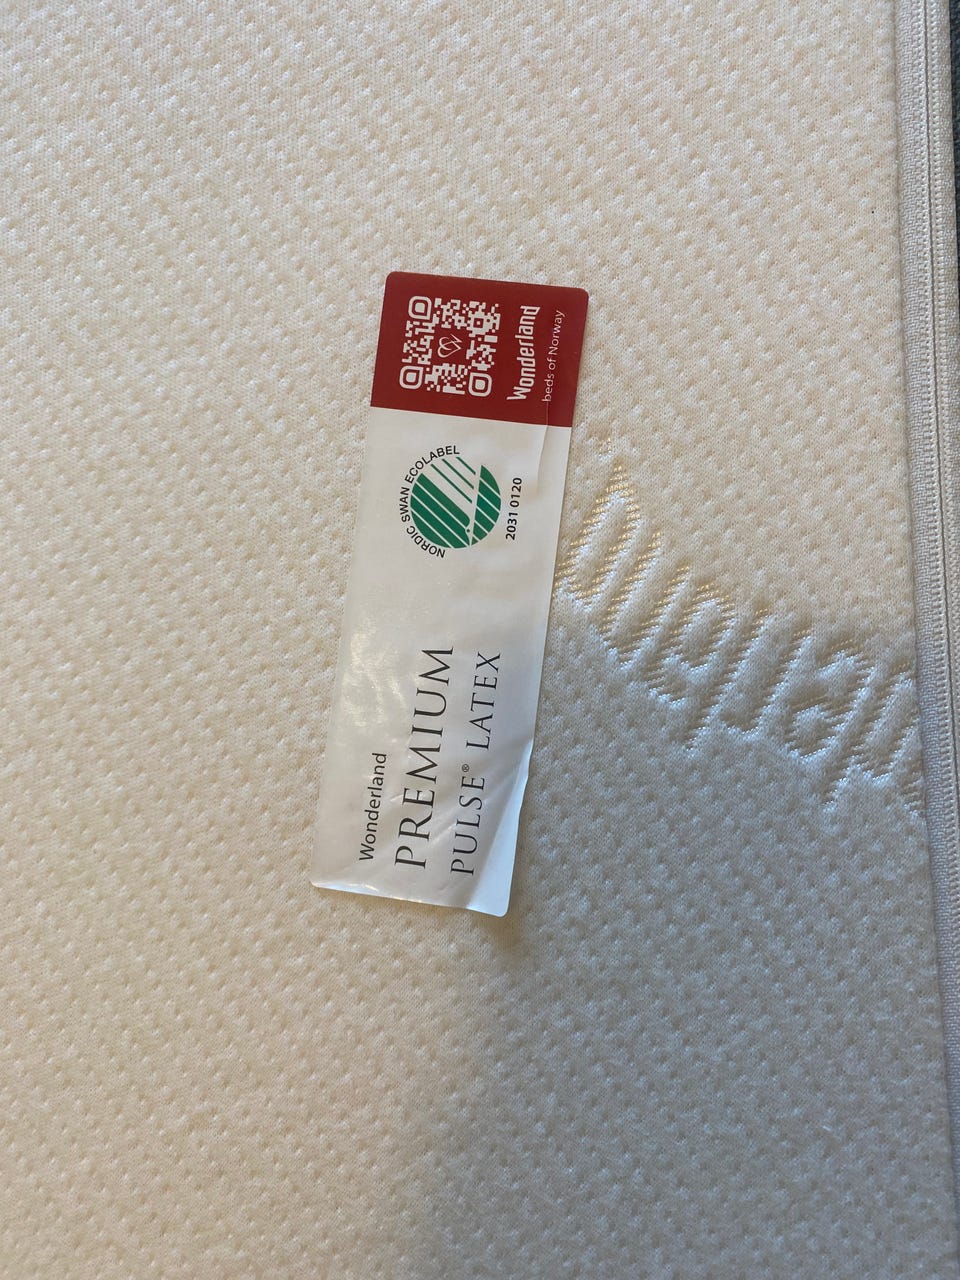 Wonderland
PREMIUM
PULSE® LATEX
NORDIC SWAN ECOLABEL
2031 0120
Wonderland
beds of Norway